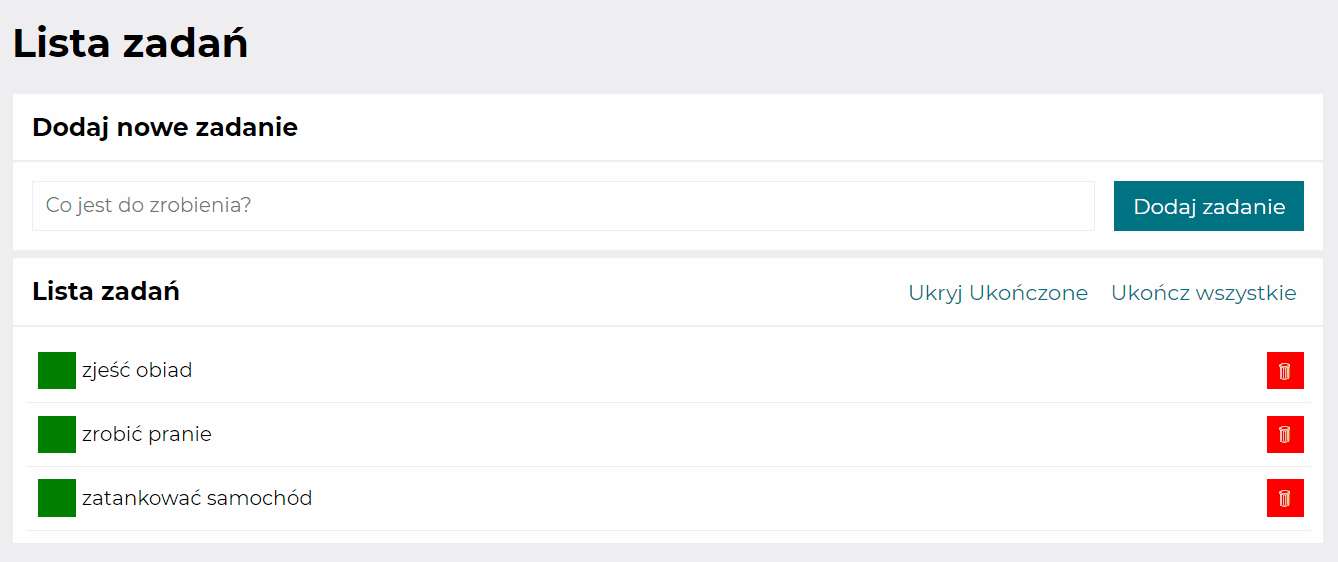 Lista zadań
Dodaj nowe zadanie
Co jest do zrobienia?
Dodaj zadanie
Lista zadań
Ukryj Ukończone
Ukończ wszystkie
zjeść obiad
zrobić pranie
zatankować samochód